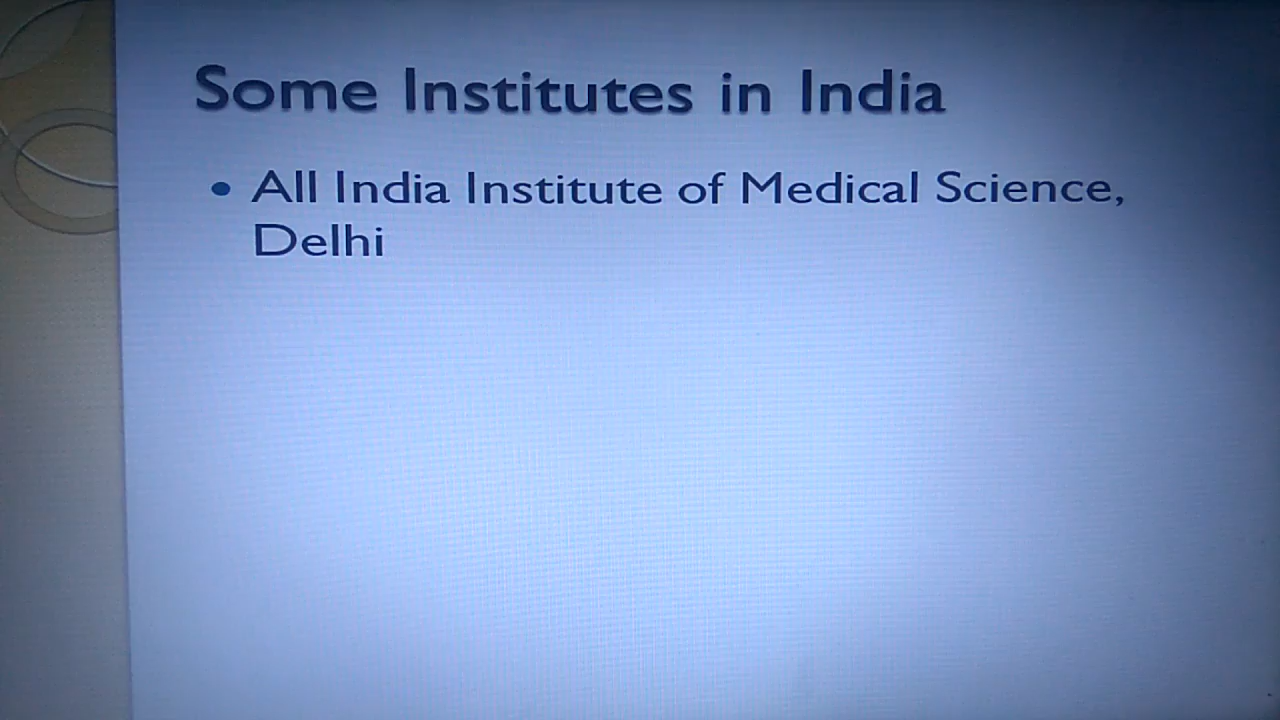 Some Institutes in India
• All India Institute of Medical Science,
Delhi